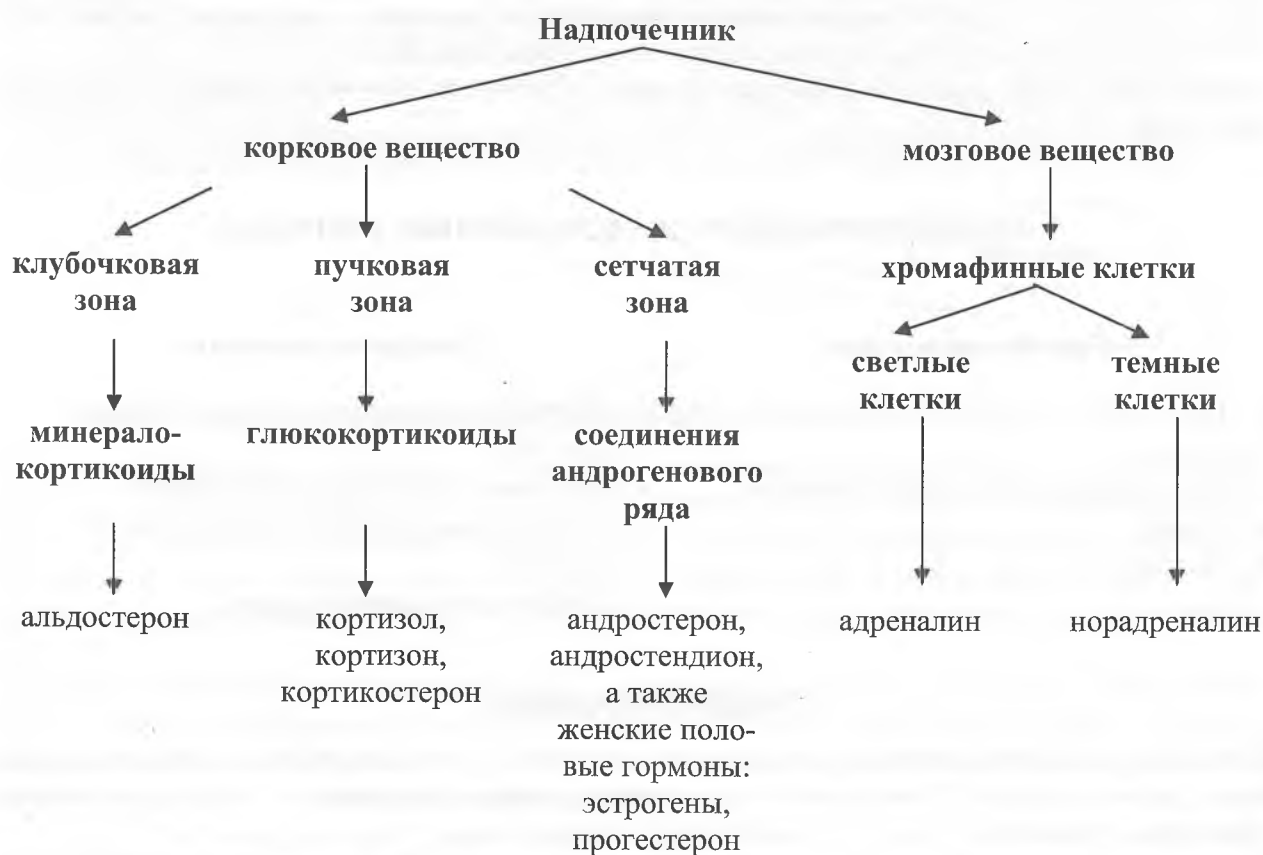 Надпочечник
корковое вещество
мозговое вещество
клубочковая
зона
пучковая
зона
сетчатая
зона
хромафинные клетки
светлые
клетки
темные
клетки
минерало-
кортикоиды
глюкокортикоиды
соединения
андрогенового
ряда
альдостерон
кортизол,
кортизон,
кортикостерон
андростерон,
андростендион,
а также
женские поло-
вые гормоны:
эстрогены,
прогестерон
адреналин
норадреналин